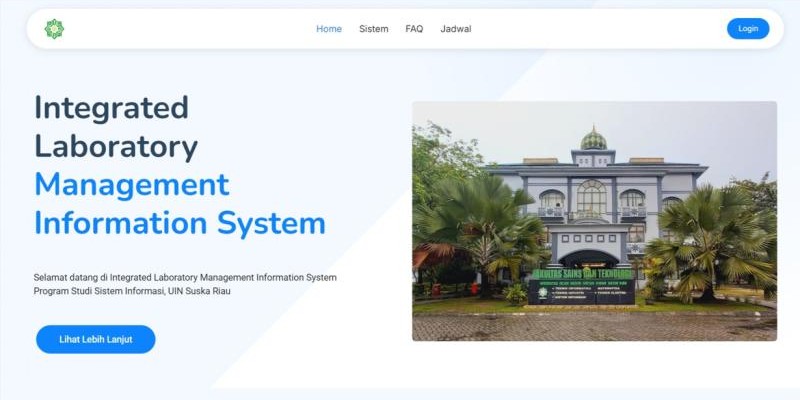 Home Sistem FAQ Jadwal Login
Integrated
Laboratory
Management
Information System
Selamat datang di Integrated Laboratory Management Information System
Program Studi Sistem Informasi, UIN Suska Riau
Lihat Lebih Lanjut
FAKULTAS SAINS DAN TEKNOLOGI